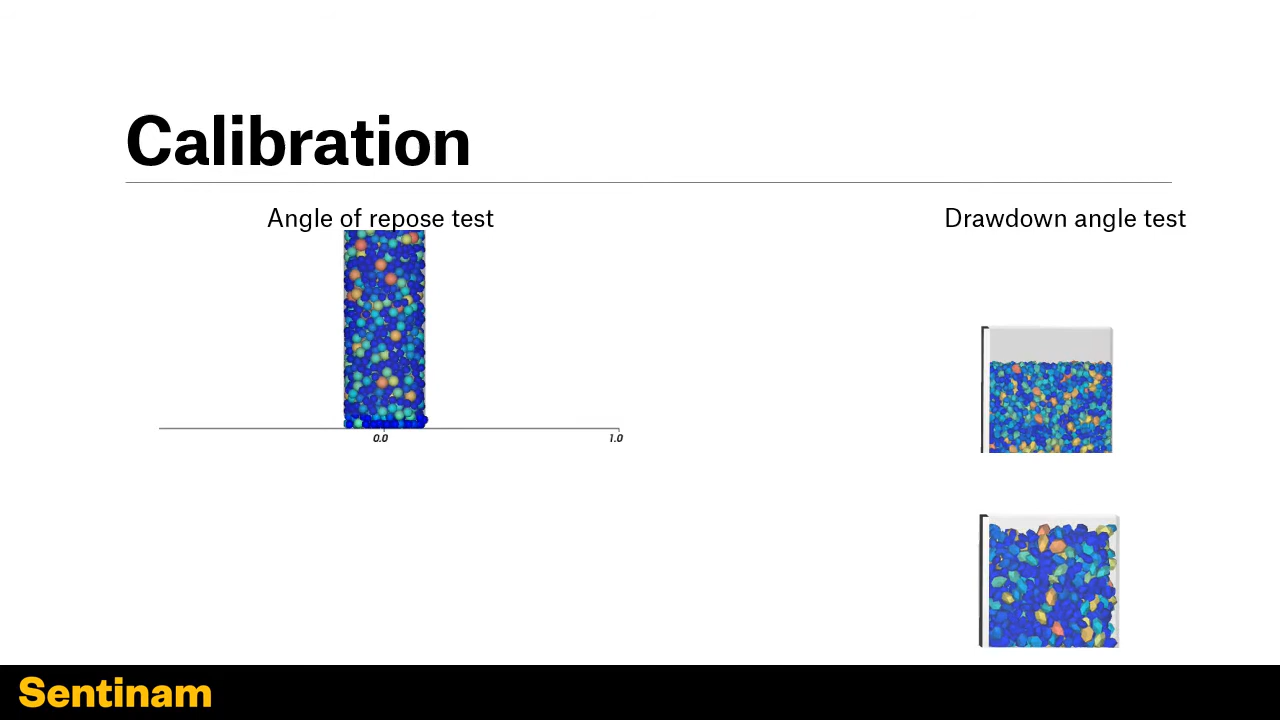 Calibration
Angle of repose test
Drawdown angle test
0.0
1.0
Sentinam